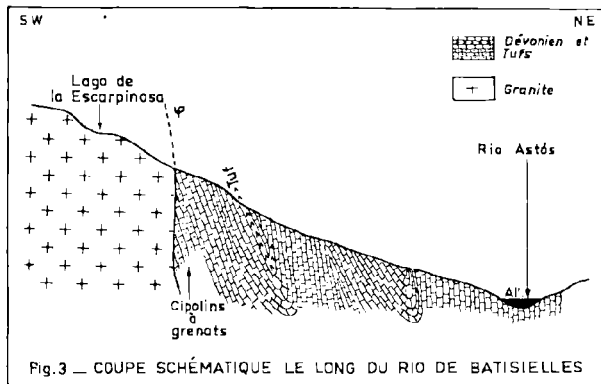 SW
NE
Dévonien et
Tufs
Granite
Lago de
la Escarpinosa
φ
Tuf
Rio Astós
Al.
Cipolins
à
grenats
Fig.3 _ COUPE SCHÉMATIQUE LE LONG DU RIO DE BATISIELLES